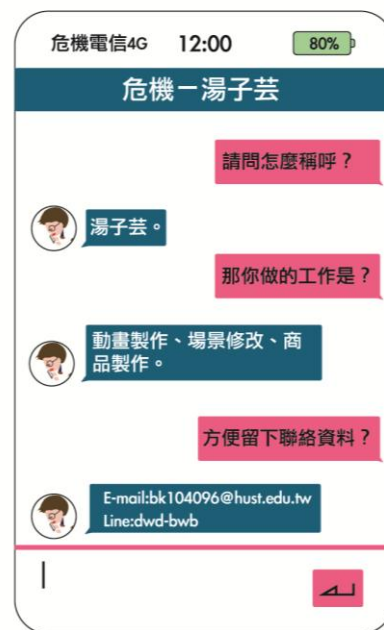 危機電信4G 12:00 80%
危機－湯子芸
請問怎麼稱呼？
湯子芸。
那你做的工作是？
動畫製作、場景修改、商
品製作。
方便留下聯絡資料？
E-mail:bk104096@hust.edu.tw
Line:dwd-bwb